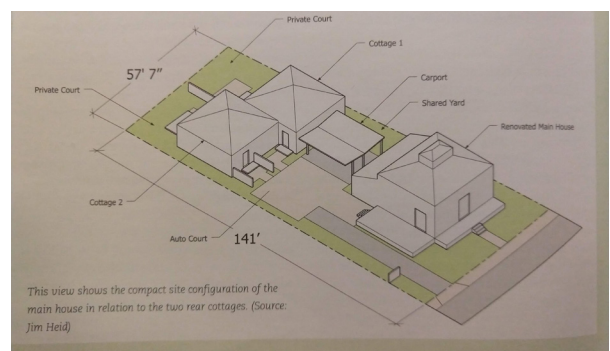 Private Court
Cottage 1
57' 7"
Carport
Private Court
Shared Yard
Renovated Main House
Cottage 2
Auto Court
141'
This view shows the compact site configuration of the
main house in relation to the two rear cottages. (Source:
Jim Heid)